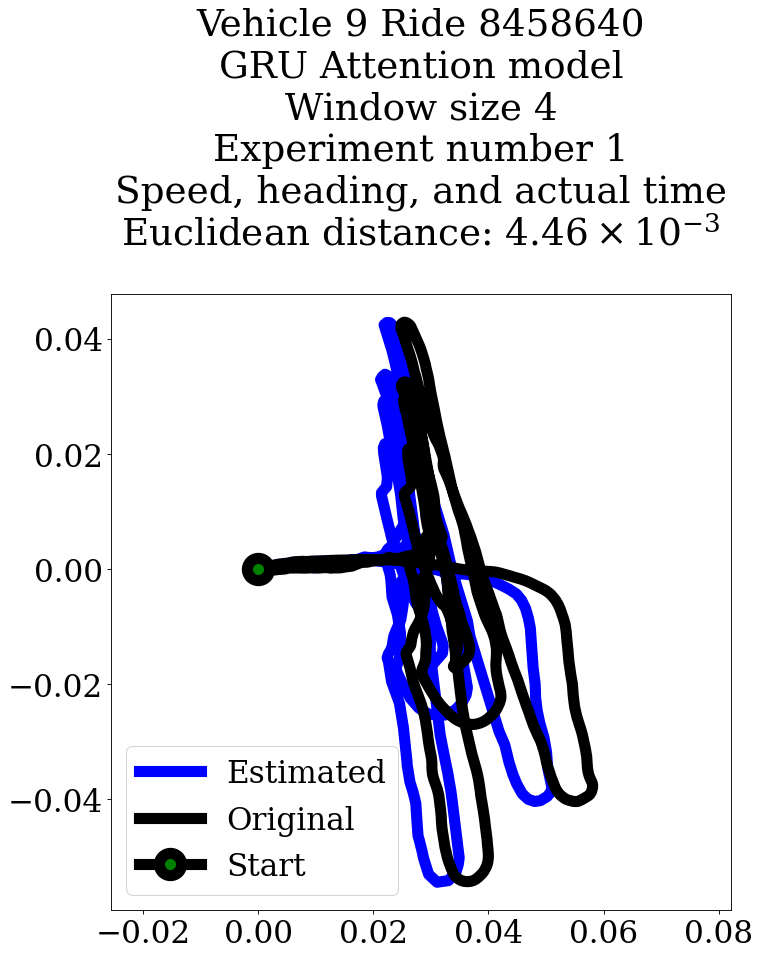 Vehicle 9 Ride 8458640
GRU Attention model
Window size 4
Experiment number 1
Speed, heading, and actual time
Euclidean distance: 4.46 × 10⁻³
0.04
0.02
0.00
−0.02
−0.04
Estimated
Original
Start
−0.02 0.00 0.02 0.04 0.06 0.08